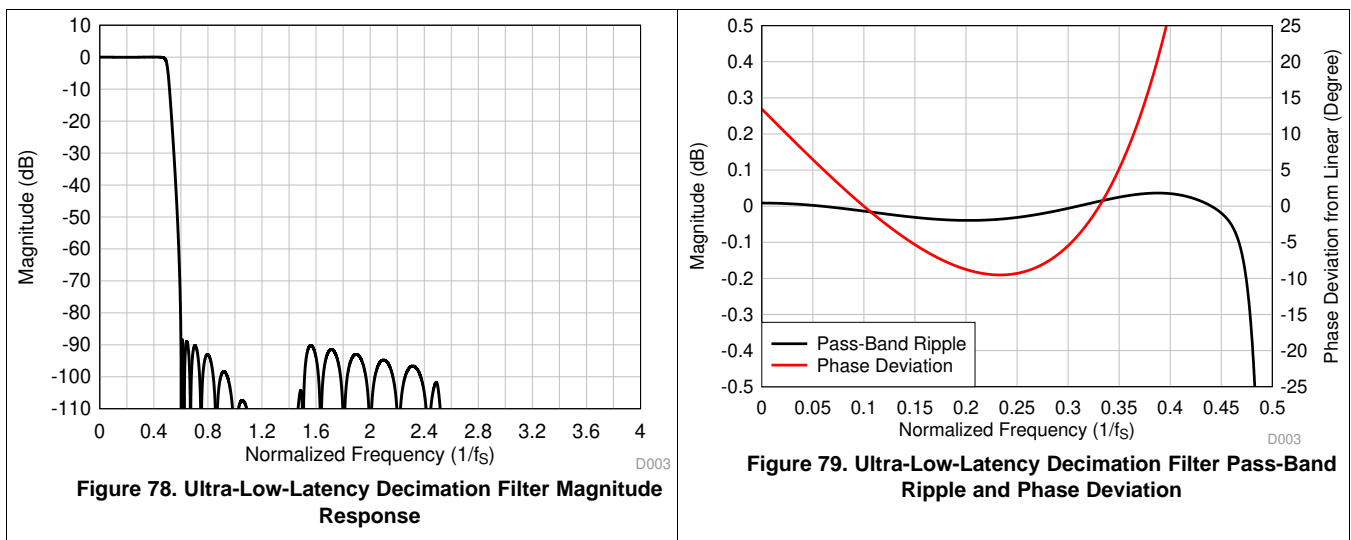 10
0
-10
-20
-30
-40
-50
-60
-70
-80
-90
-100
-110
Magnitude (dB)
0 0.4 0.8 1.2 1.6 2 2.4 2.8 3.2 3.6 4
Normalized Frequency (1/fS)
D003
Figure 78. Ultra-Low-Latency Decimation Filter Magnitude
Response
0.5
0.4
0.3
0.2
0.1
0
-0.1
-0.2
-0.3
-0.4
-0.5
Magnitude (dB)
25
20
15
10
5
0
-5
-10
-15
-20
-25
Phase Deviation from Linear (Degree)
Pass-Band Ripple
Phase Deviation
0 0.05 0.1 0.15 0.2 0.25 0.3 0.35 0.4 0.45 0.5
Normalized Frequency (1/fS)
D003
Figure 79. Ultra-Low-Latency Decimation Filter Pass-Band
Ripple and Phase Deviation